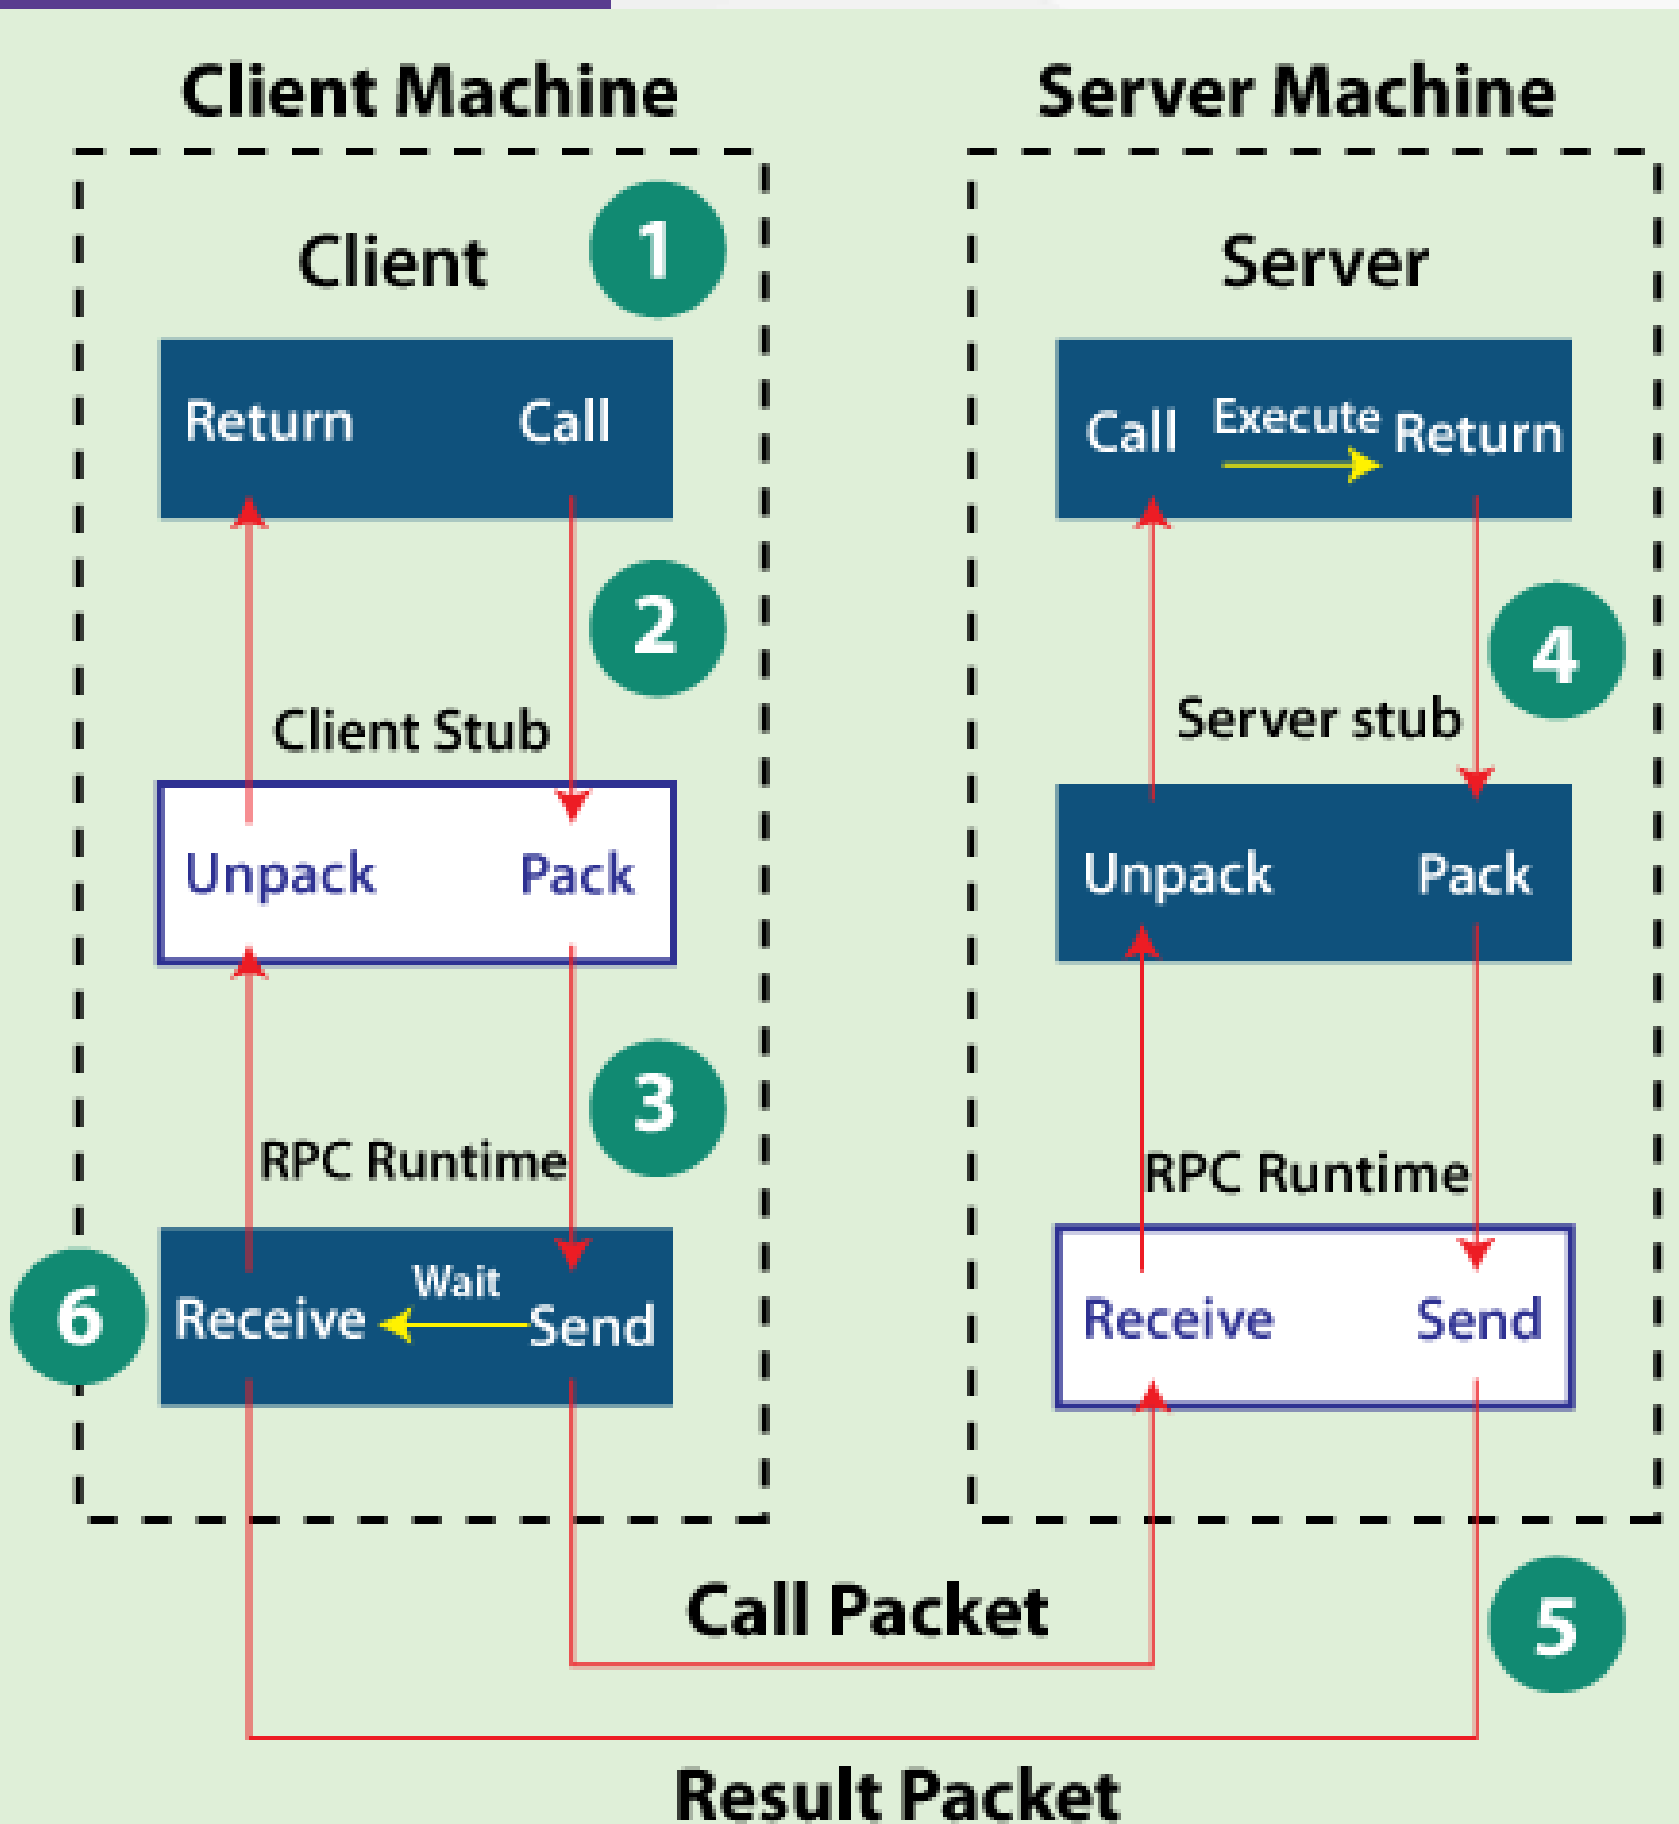 Client Machine
Server Machine
Client
1
Server
Return Call
Call Execute Return
2
4
Client Stub
Server stub
Unpack Pack
Unpack Pack
3
RPC Runtime
RPC Runtime
6
Receive Wait Send
Receive Send
Call Packet
5
Result Packet